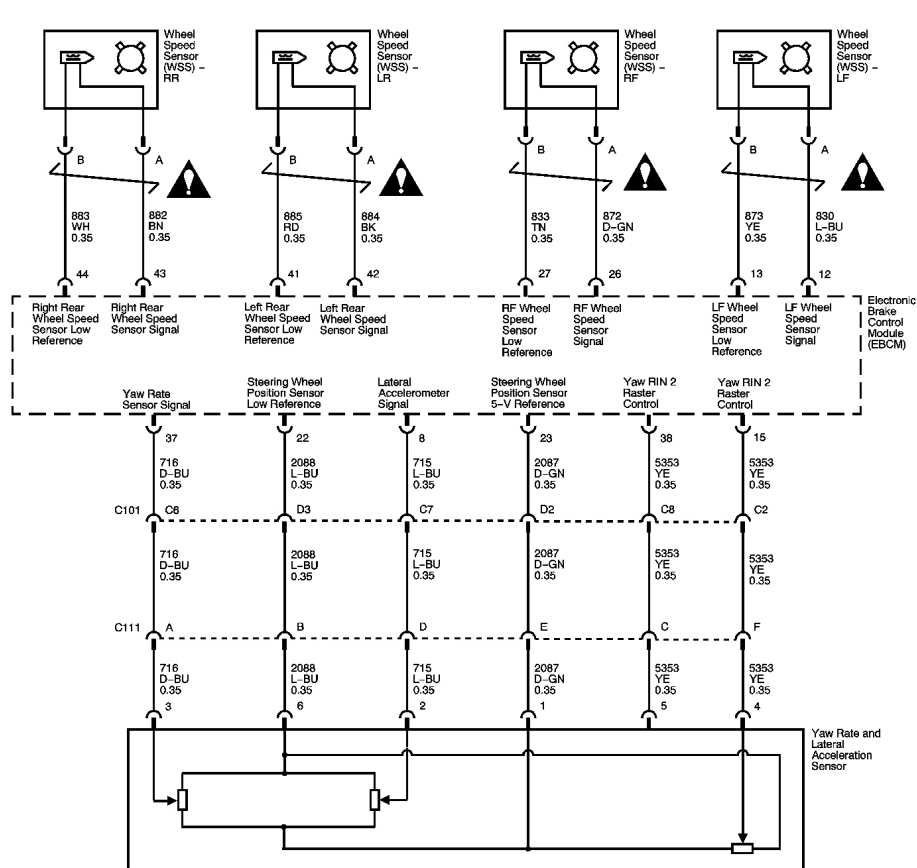 Wheel
Speed
Sensor
(WSS) –
RR
Wheel
Speed
Sensor
(WSS) –
LR
Wheel
Speed
Sensor
(WSS) –
RF
Wheel
Speed
Sensor
(WSS) –
LF
B A B A B A B A
883 882 885 884 833 872 873 830
WH BN RD BK TN D-GN YE L-BU
0.35 0.35 0.35 0.35 0.35 0.35 0.35 0.35
44 43 41 42 27 26 13 12
Right Rear
Wheel Speed
Sensor Low
Reference
Right Rear
Wheel Speed
Sensor Signal
Left Rear
Wheel Speed
Sensor Low
Reference
Left Rear
Wheel Speed
Sensor Signal
RF Wheel
Speed
Sensor
Low
Reference
RF Wheel
Speed
Sensor
Signal
LF Wheel
Speed
Sensor
Low
Reference
LF Wheel
Speed
Sensor
Signal
Electronic
Brake
Control
Module
(EBCM)
Yaw Rate
Sensor Signal
Steering Wheel
Position Sensor
Low Reference
Lateral
Accelerometer
Signal
Steering Wheel
Position Sensor
5-V Reference
Yaw RIN 2
Raster
Control
Yaw RIN 2
Raster
Control
37 22 8 23 38 15
716 2088 715 2087 5353 5353
D-BU L-BU L-BU D-GN YE YE
0.35 0.35 0.35 0.35 0.35 0.35
C101 C6 D3 C7 D2 C8 C2
716 2088 715 2087 5353 5353
D-BU L-BU L-BU D-GN YE YE
0.35 0.35 0.35 0.35 0.35 0.35
C111 A B D E C F
716 2088 715 2087 5353 5353
D-BU L-BU L-BU D-GN YE YE
0.35 0.35 0.35 0.35 0.35 0.35
3 6 2 1 5 4
Yaw Rate and
Lateral
Acceleration
Sensor